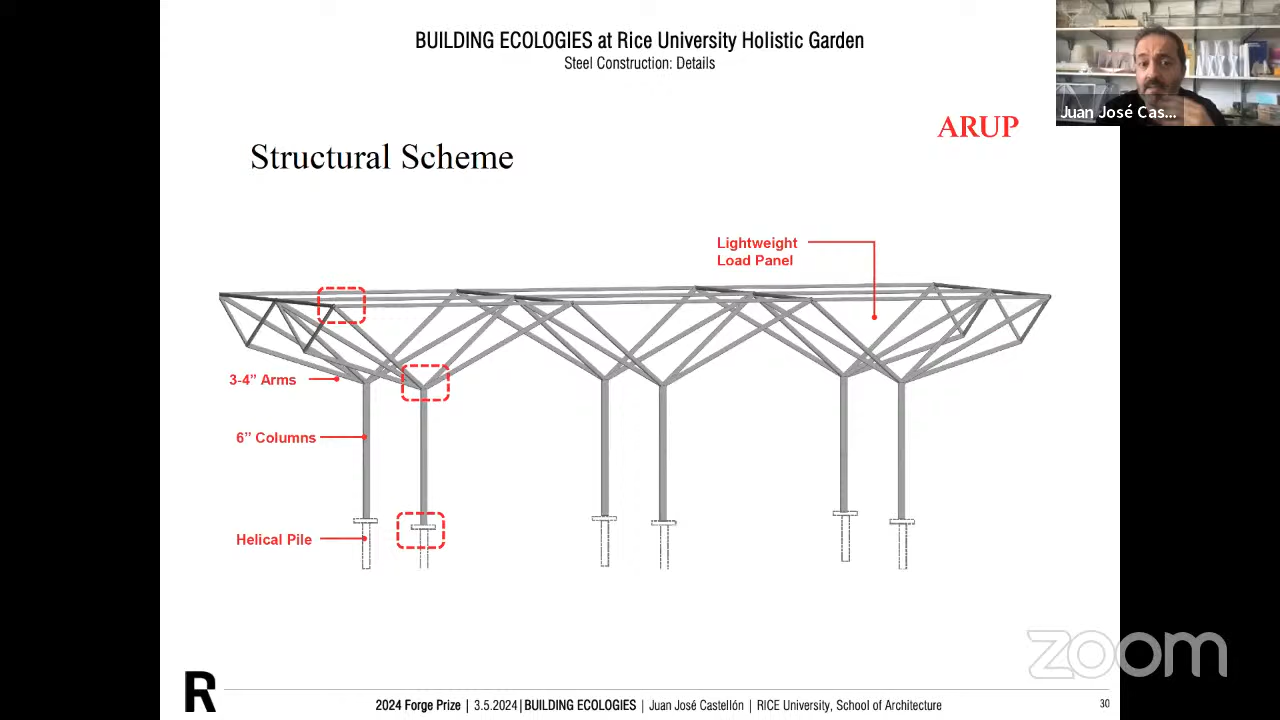 BUILDING ECOLOGIES at Rice University Holistic Garden
Steel Construction: Details
Juan José Cas...
ARUP
Structural Scheme
Lightweight
Load Panel
3-4” Arms
6” Columns
Helical Pile
zoom
R
2024 Forge Prize | 3.5.2024 | BUILDING ECOLOGIES | Juan José Castellón | RICE University, School of Architecture
30